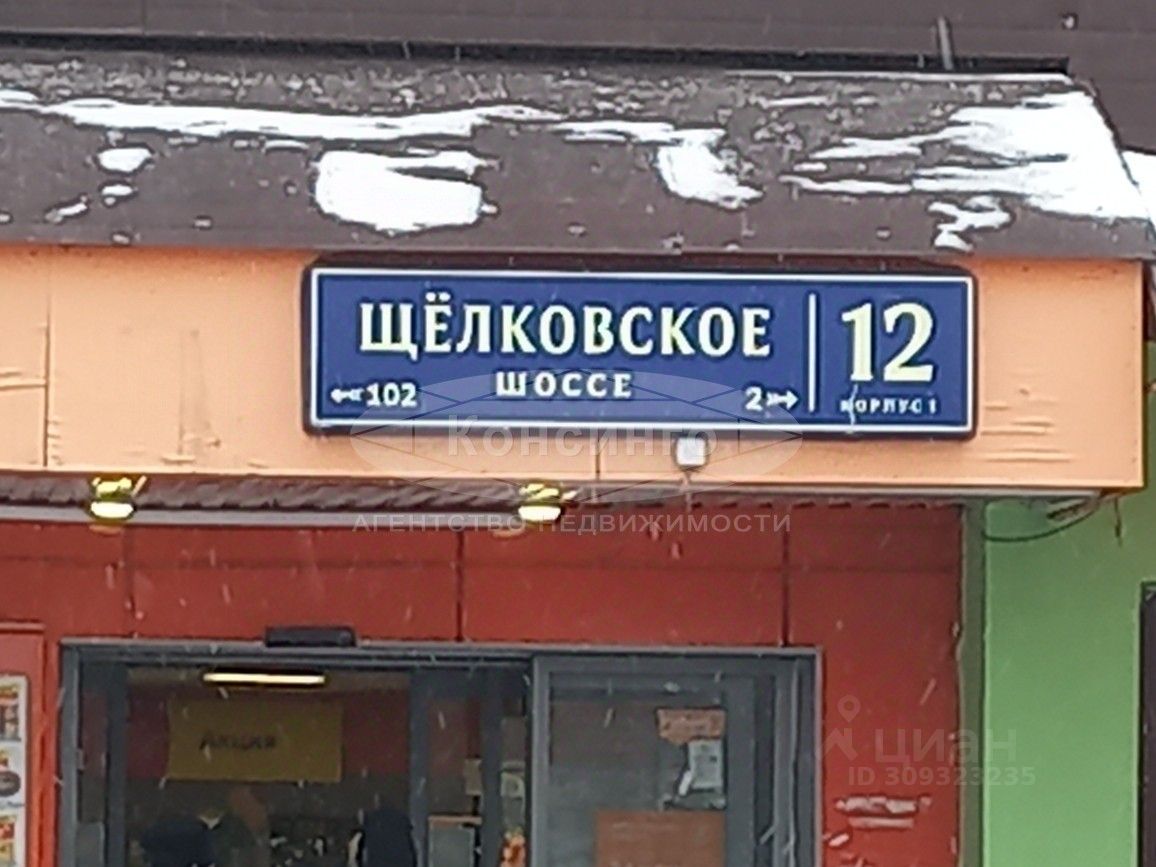 ЩЁЛКОВСКОЕ
ШОССЕ
102
2
12
КОРПУС 1
Консинго
АГЕНТСТВО НЕДВИЖИМОСТИ
Акция
циан
ID 309323235